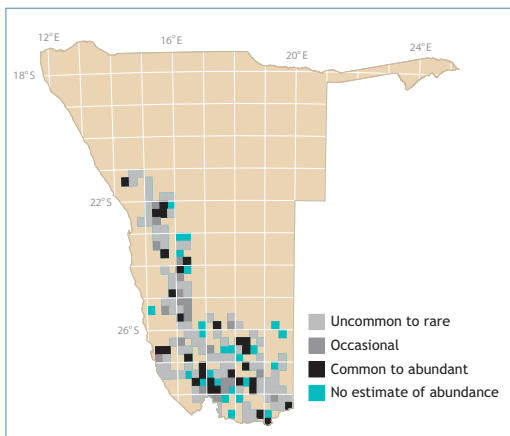 12°E 16°E 20°E 24°E
18°S
22°S
26°S
Uncommon to rare
Occasional
Common to abundant
No estimate of abundance